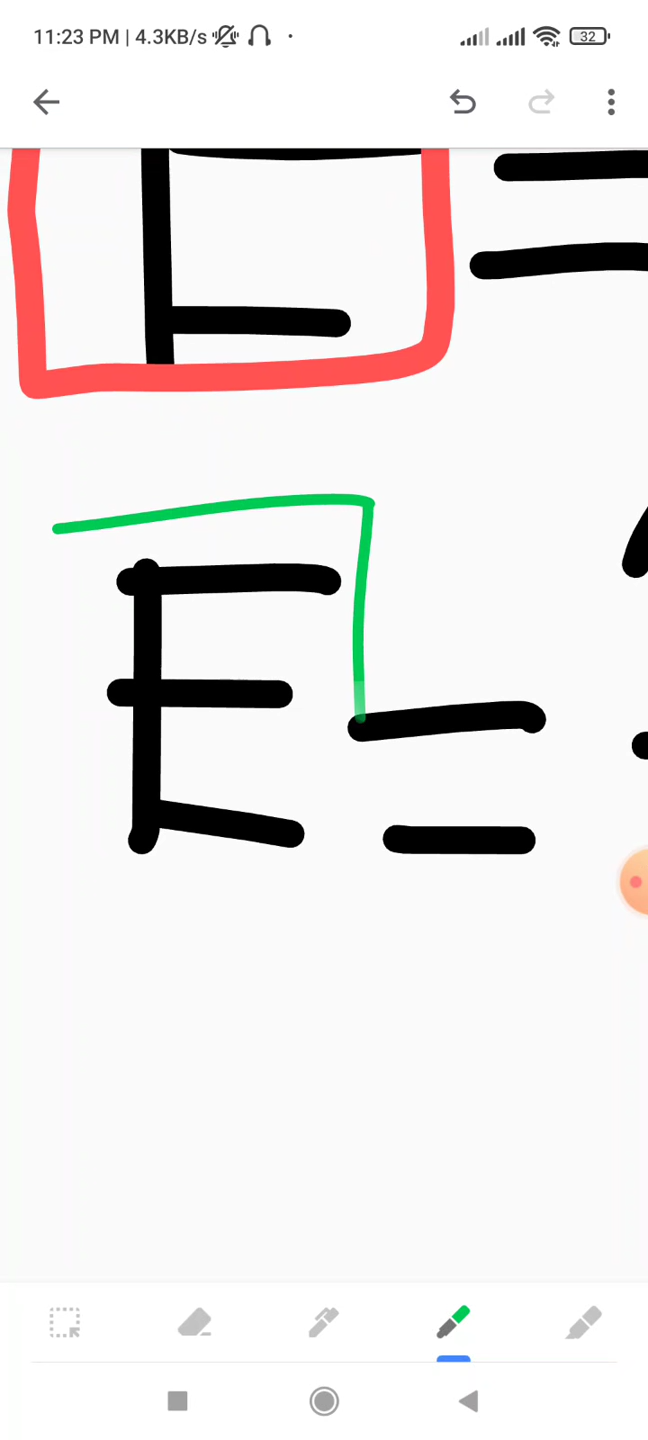 11:23 PM | 4.3KB/s
32
E =
E =